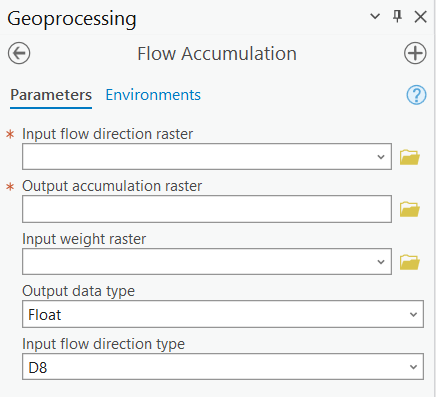 Geoprocessing
Flow Accumulation
Parameters Environments ?
* Input flow direction raster
* Output accumulation raster
Input weight raster
Output data type
Float
Input flow direction type
D8